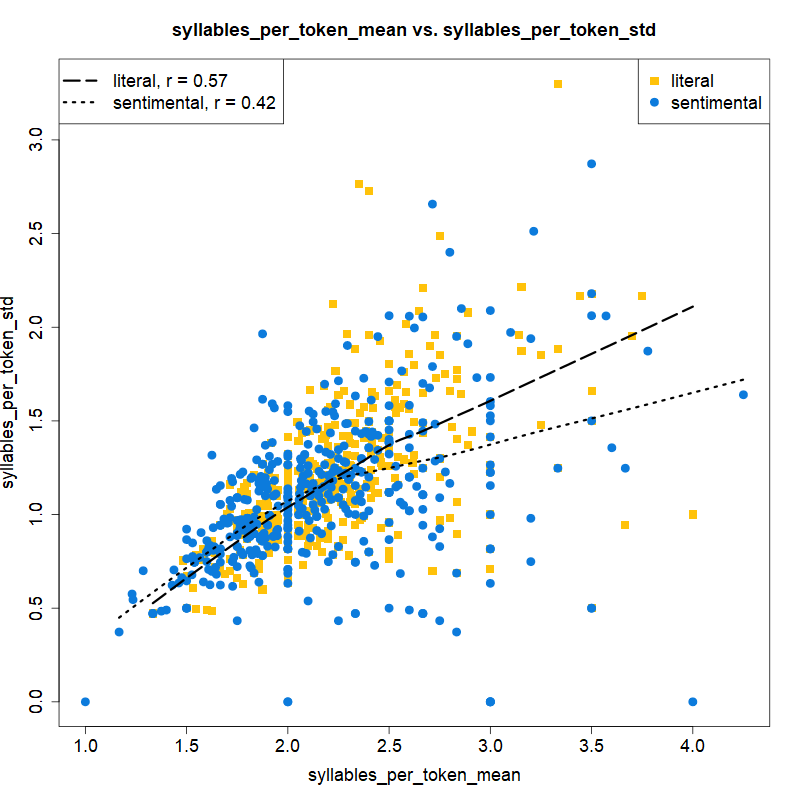 syllables_per_token_mean vs. syllables_per_token_std
literal, r = 0.57
sentimental, r = 0.42
literal
sentimental
syllables_per_token_std
3.0
2.5
2.0
1.5
1.0
0.5
0.0
1.0 1.5 2.0 2.5 3.0 3.5 4.0
syllables_per_token_mean